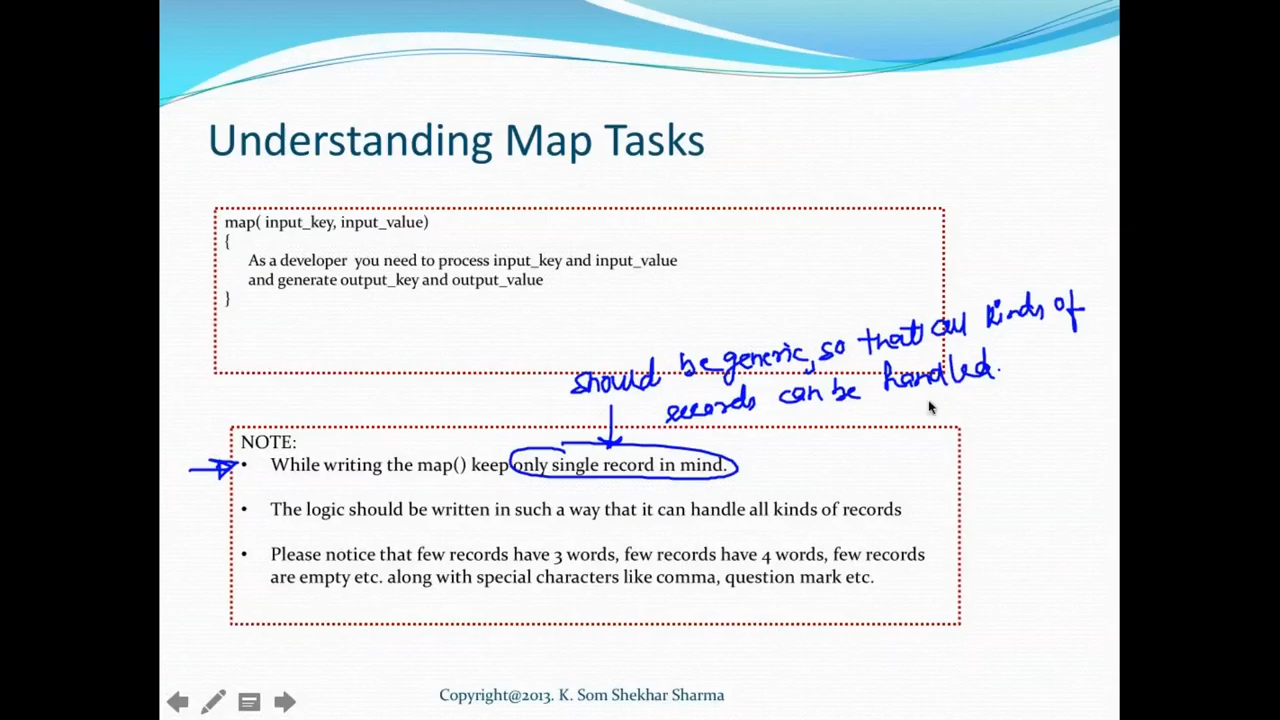 Understanding Map Tasks
map( input_key, input_value)
{
As a developer you need to process input_key and input_value
and generate output_key and output_value
}
should be generic, so that all kinds of
records can be handled.
NOTE:
• While writing the map() keep only single record in mind.
• The logic should be written in such a way that it can handle all kinds of records
• Please notice that few records have 3 words, few records have 4 words, few records
are empty etc. along with special characters like comma, question mark etc.
Copyright@2013. K. Som Shekhar Sharma